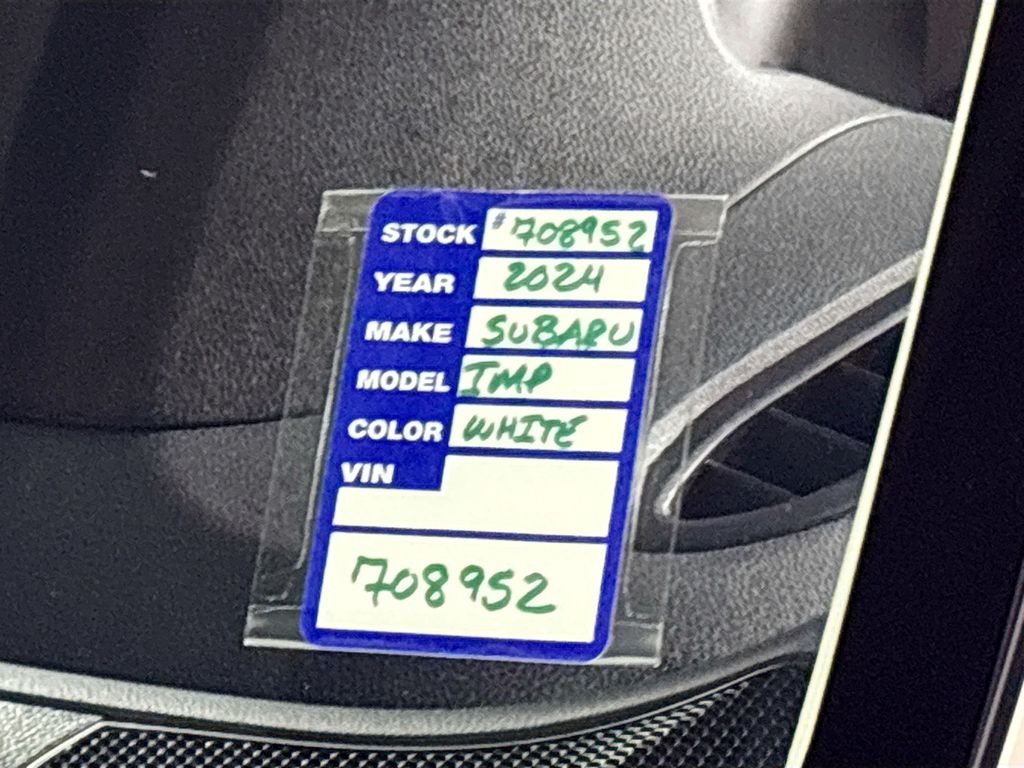 STOCK #708952
YEAR 2024
MAKE SUBARU
MODEL IMP
COLOR WHITE
VIN
708952